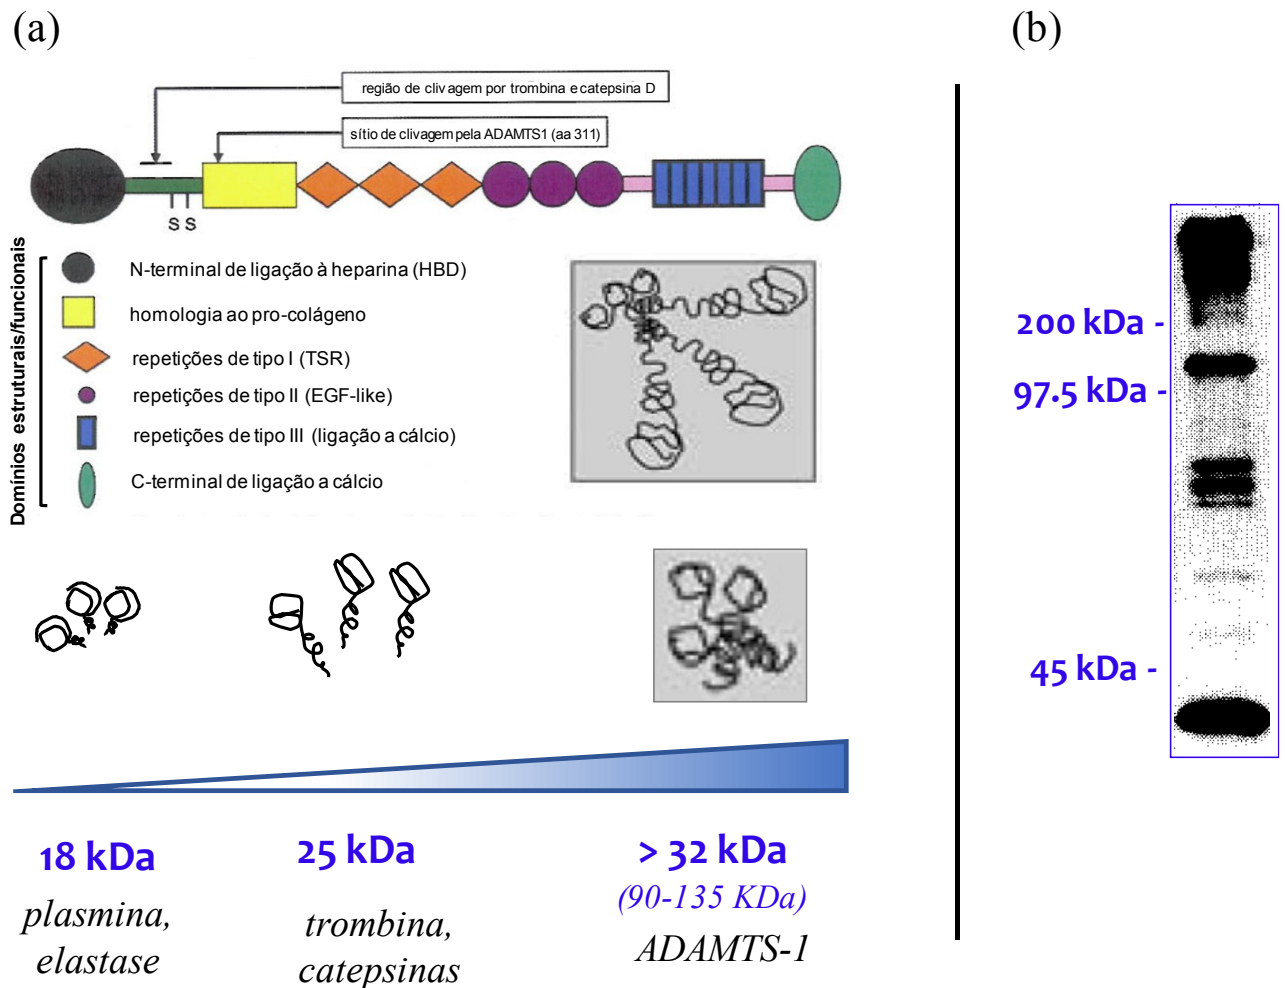 (a)
região de clivagem por trombina e catepsina D
sítio de clivagem pela ADAMTS1 (aa 311)
S S
Domínios estruturais/funcionais
N-terminal de ligação à heparina (HBD)
homologia ao pro-colágeno
repetições de tipo I (TSR)
repetições de tipo II (EGF-like)
repetições de tipo III (ligação a cálcio)
C-terminal de ligação a cálcio
18 kDa
plasmina,
elastase
25 kDa
trombina,
catepsinas
> 32 kDa
(90-135 KDa)
ADAMTS-1
(b)
200 kDa -
97.5 kDa -
45 kDa -